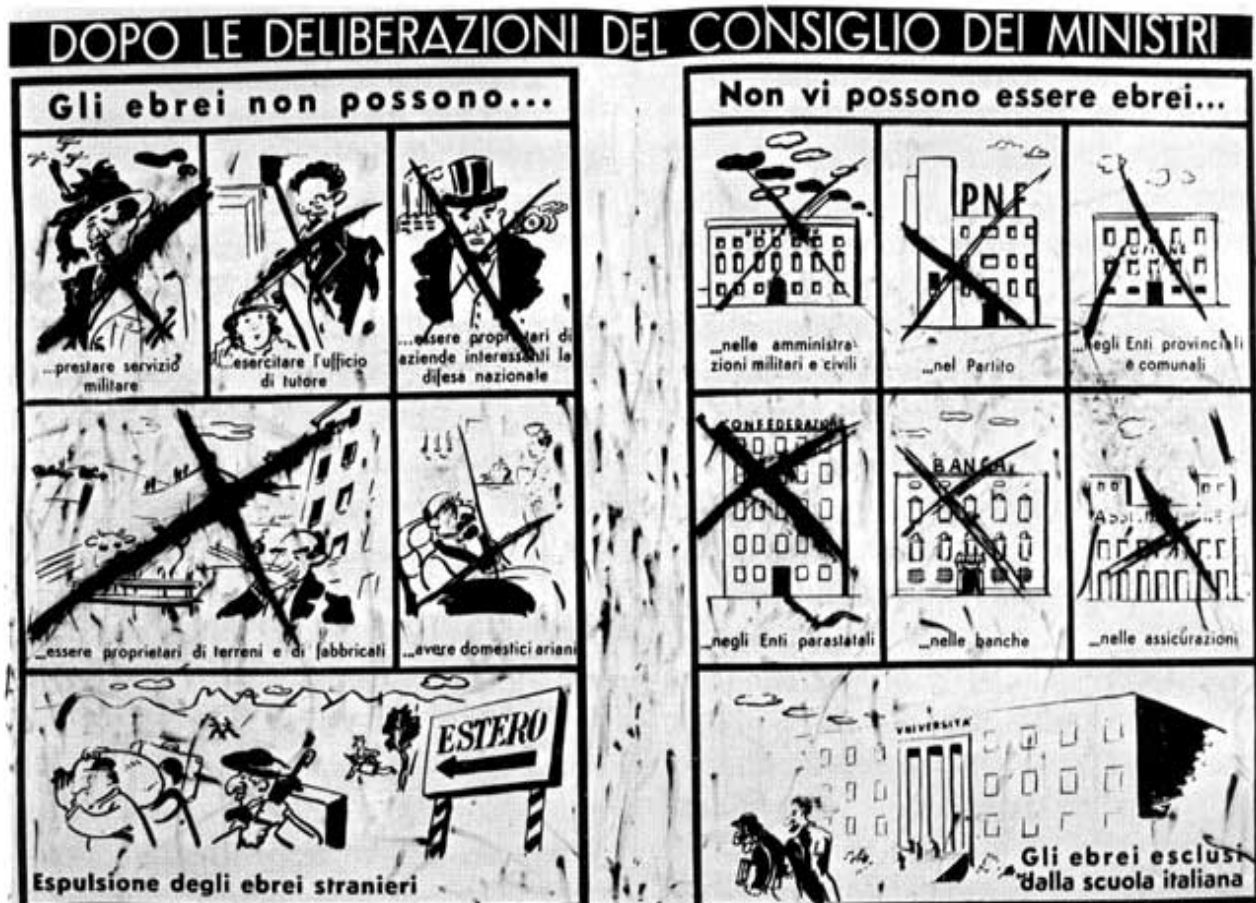 DOPO LE DELIBERAZIONI DEL CONSIGLIO DEI MINISTRI
Gli ebrei non possono...
...prestare servizio
militare
...esercitare l'ufficio
di tutore
...essere proprietari di
aziende interessanti la
difesa nazionale
...essere proprietari di terreni e di fabbricati
...avere domestici ariani
ESTERO
Espulsione degli ebrei stranieri
Non vi possono essere ebrei...
...nelle amministra-
zioni militari e civili
PNF
...nel Partito
COMUNE
...negli Enti provinciali
e comunali
CONFEDERAZIONE
...negli Enti parastatali
BANCA
...nelle banche
...nelle assicurazioni
UNIVERSITA'
Gli ebrei esclusi
dalla scuola italiana